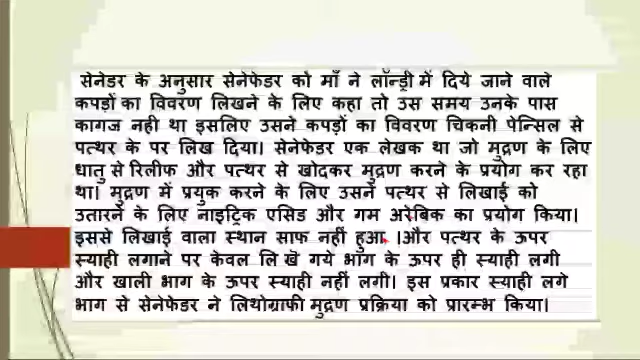 सेनेडर के अनुसार सेनेफेडर को माँ ने लॉन्ड्री में दिये जाने वाले
कपड़ों का विवरण लिखने के लिए कहा तो उस समय उनके पास
कागज नही था इसलिए उसने कपड़ों का विवरण चिकनी पेन्सिल से
पत्थर के पर लिख दिया। सेनेफेडर एक लेखक था जो मुद्रण के लिए
धातु से रिलीफ और पत्थर से खोदकर मुद्रण करने के प्रयोग कर रहा
था। मुद्रण में प्रयुक करने के लिए उसने पत्थर से लिखाई को
उतारने के लिए नाइट्रिक एसिड और गम अरेबिक का प्रयोग किया।
इससे लिखाई वाला स्थान साफ नहीं हुआ ।और पत्थर के ऊपर
स्याही लगाने पर केवल लि खे गये भाग के ऊपर ही स्याही लगी
और खाली भाग के ऊपर स्याही नहीं लगी। इस प्रकार स्याही लगे
भाग से सेनेफेडर ने लिथोग्राफी मुद्रण प्रक्रिया को प्रारम्भ किया।